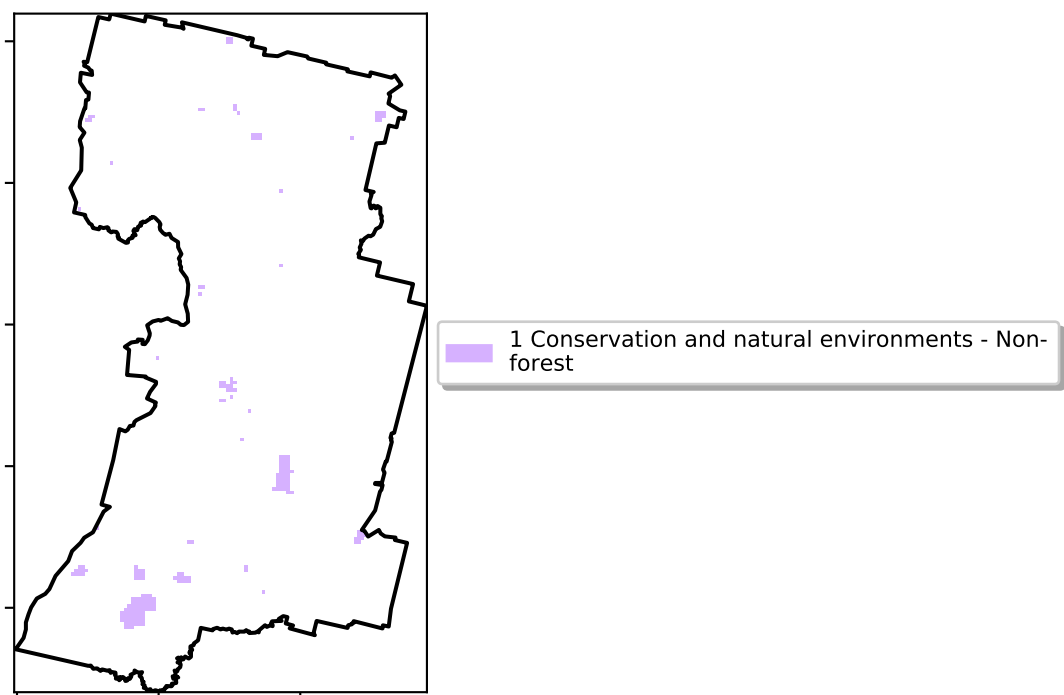 1 Conservation and natural environments - Non-
forest